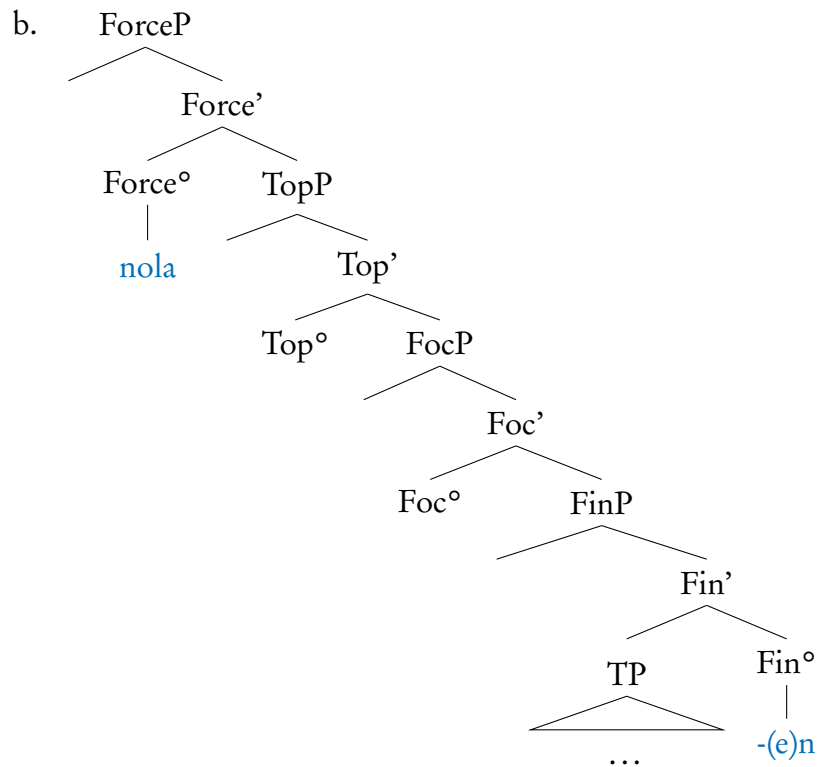 b. ForceP
Force’
Force° TopP
nola
Top’
Top° FocP
Foc’
Foc° FinP
Fin’
TP Fin°
… -(e)n